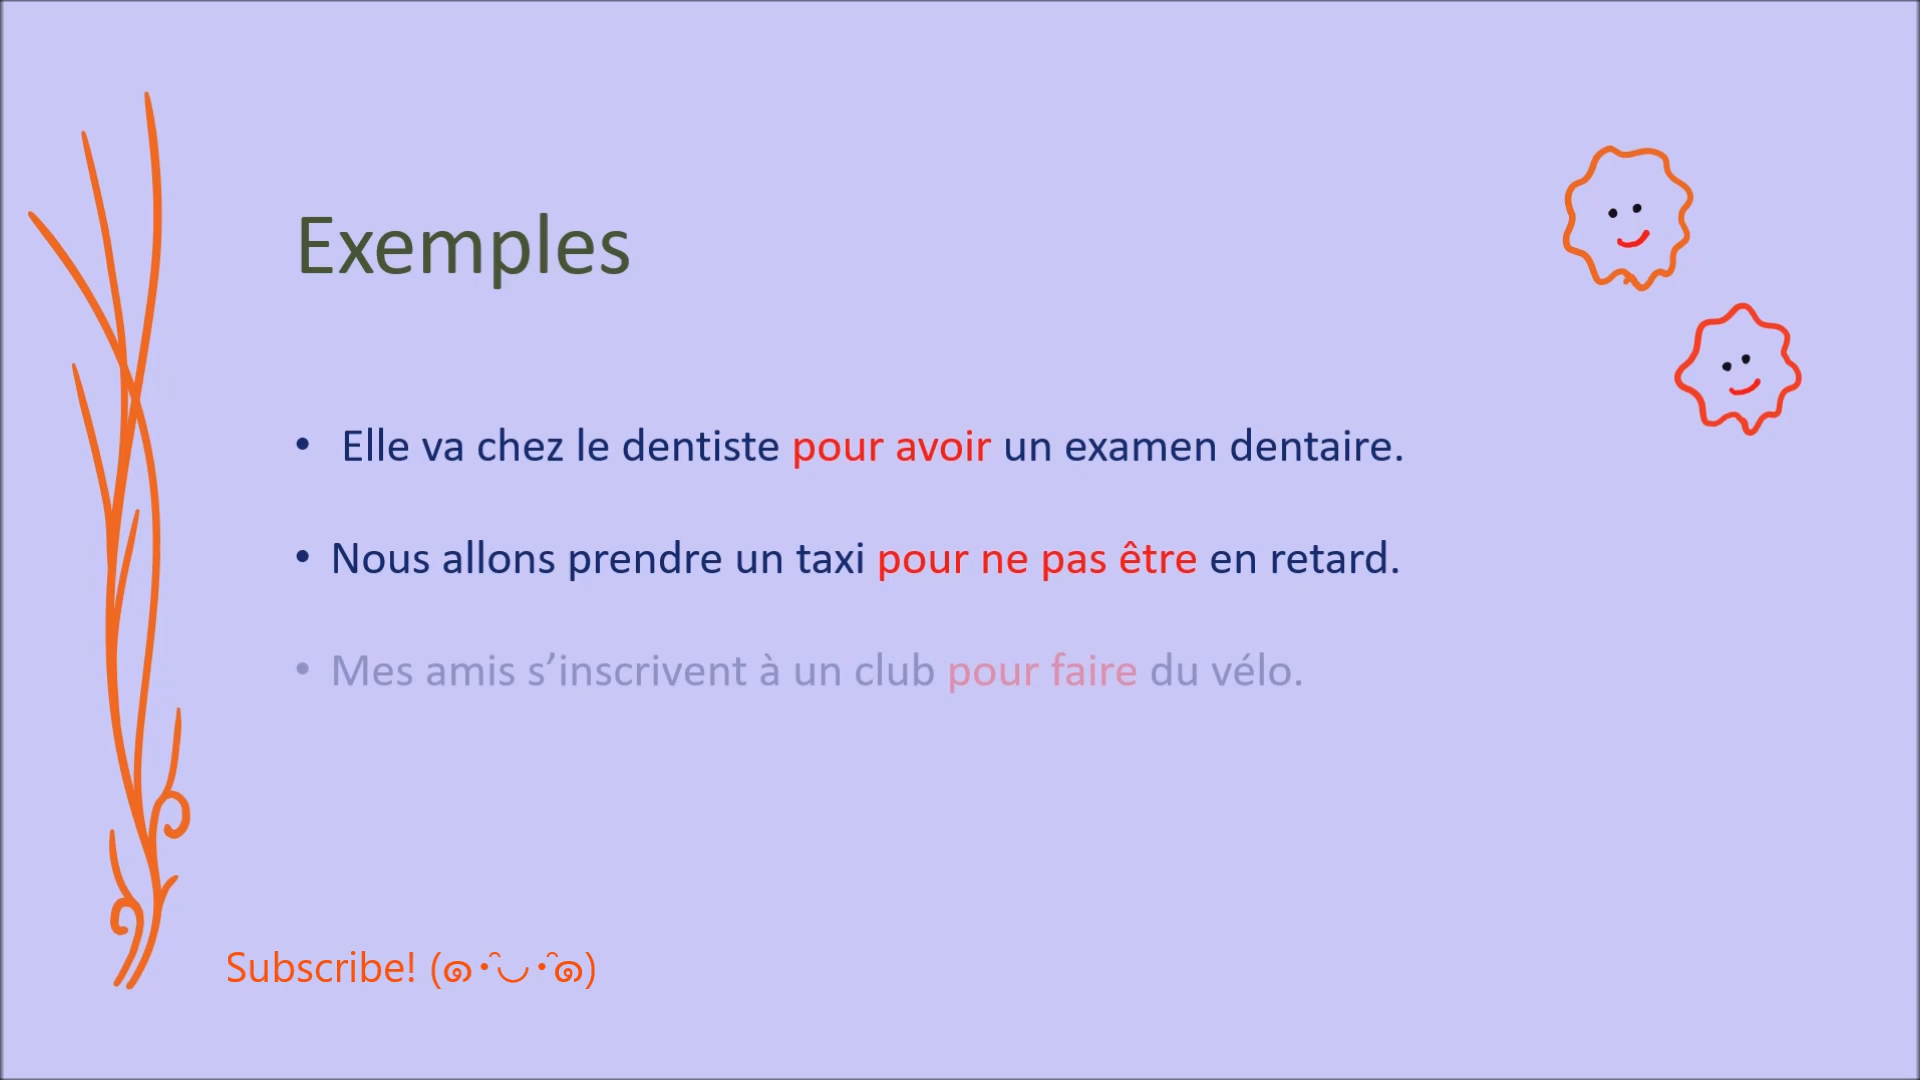 Exemples
• Elle va chez le dentiste pour avoir un examen dentaire.
• Nous allons prendre un taxi pour ne pas être en retard.
• Mes amis s’inscrivent à un club pour faire du vélo.
Subscribe! (๑･̑◡･̑๑)